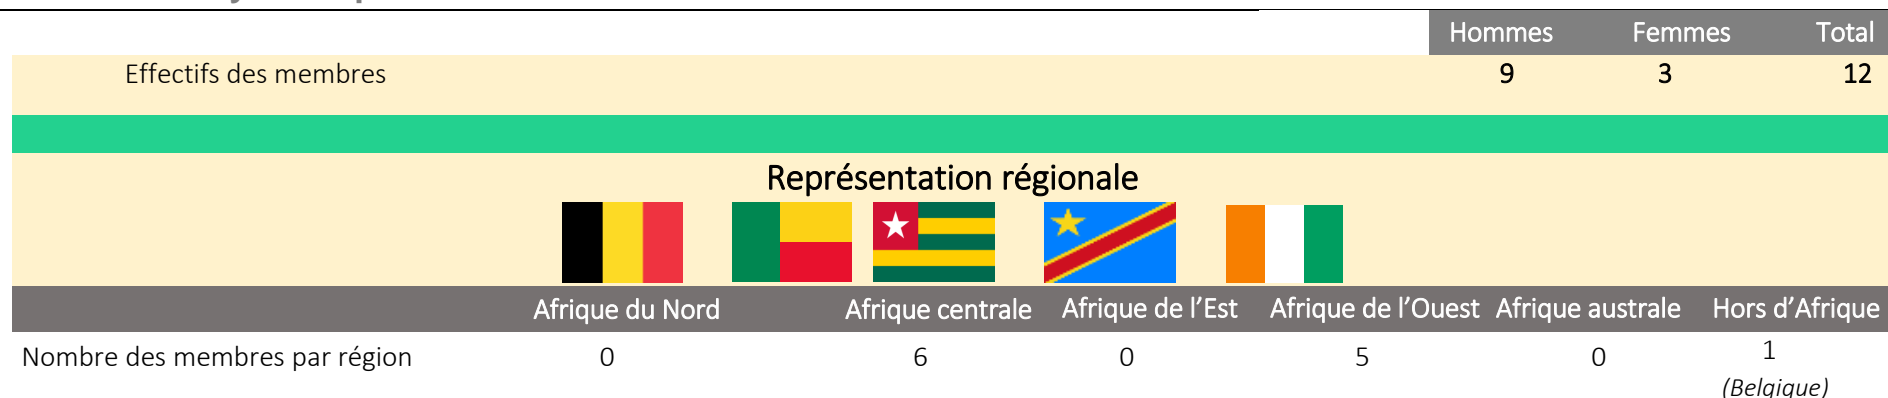 Hommes Femmes Total
Effectifs des membres 9 3 12
Représentation régionale
Afrique du Nord Afrique centrale Afrique de l’Est Afrique de l’Ouest Afrique australe Hors d’Afrique
Nombre des membres par région 0 6 0 5 0 1
(Belgique)